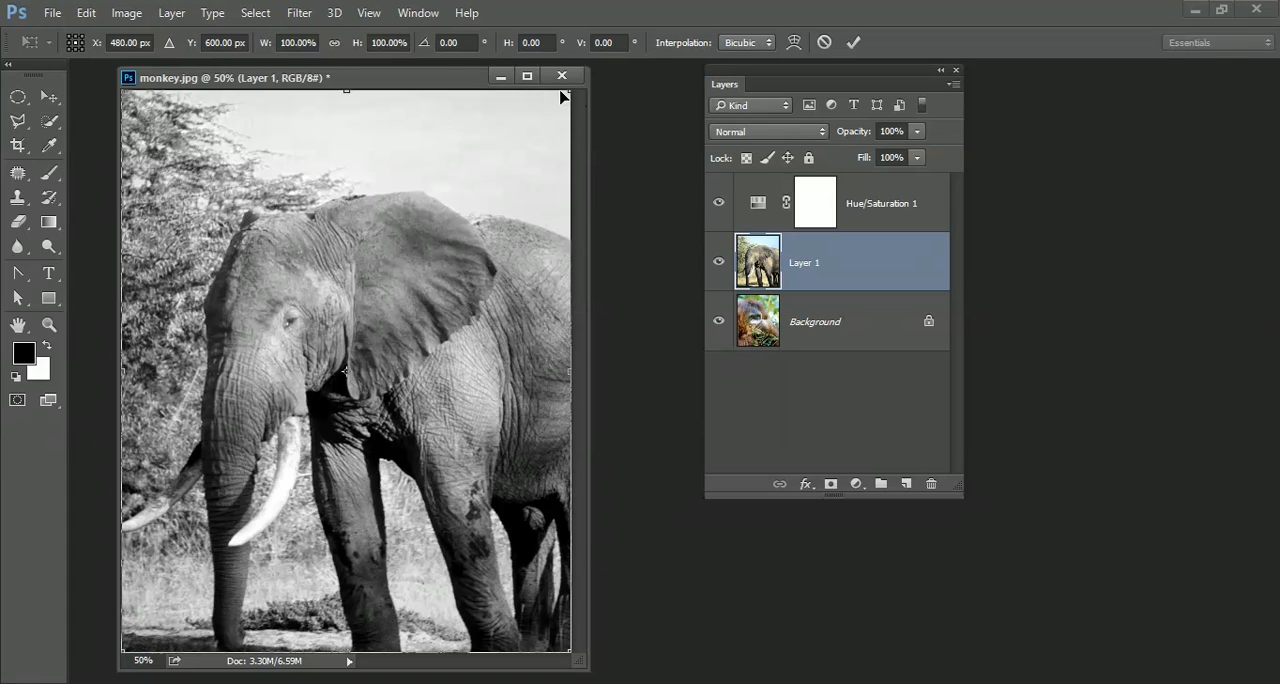 Ps File Edit Image Layer Type Select Filter 3D View Window Help
X: 480.00 px Y: 600.00 px W: 100.00% H: 100.00% 0.00 ° H: 0.00 ° V: 0.00 ° Interpolation: Bicubic Essentials
Ps monkey.jpg @ 50% (Layer 1, RGB/8#) *
Layers
Kind
Normal Opacity: 100%
Lock: Fill: 100%
Hue/Saturation 1
Layer 1
Background
fx
50% Doc: 3.30M/6.59M